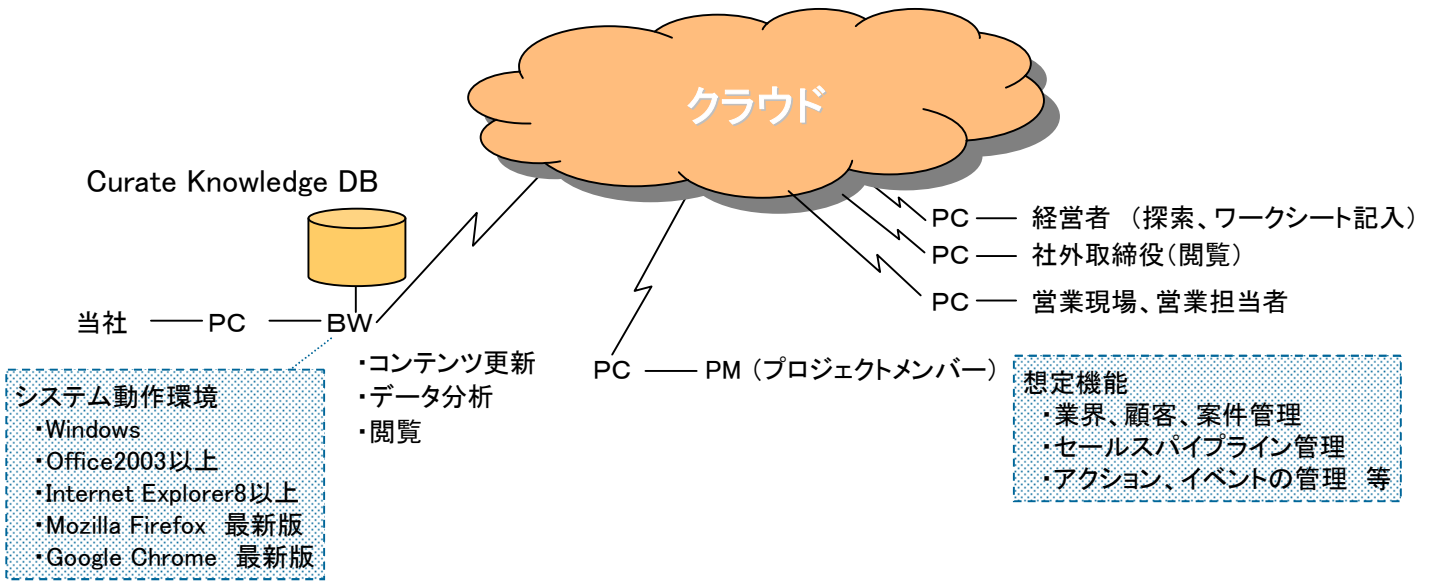 クラウド
Curate Knowledge DB
PC 経営者 (探索、ワークシート記入)
PC 社外取締役(閲覧)
PC 営業現場、営業担当者
当社 PC BW
・コンテンツ更新
・データ分析
・閲覧
PC PM (プロジェクトメンバー)
システム動作環境
・Windows
・Office2003以上
・Internet Explorer8以上
・Mozilla Firefox 最新版
・Google Chrome 最新版
想定機能
・業界、顧客、案件管理
・セールスパイプライン管理
・アクション、イベントの管理 等